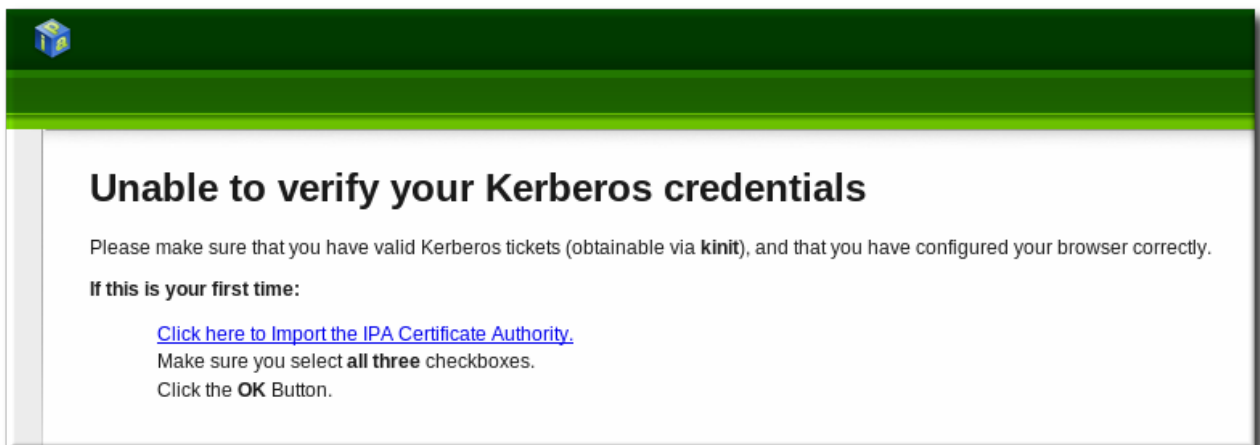 ipa
Unable to verify your Kerberos credentials
Please make sure that you have valid Kerberos tickets (obtainable via kinit), and that you have configured your browser correctly.
If this is your first time:
Click here to Import the IPA Certificate Authority.
Make sure you select all three checkboxes.
Click the OK Button.